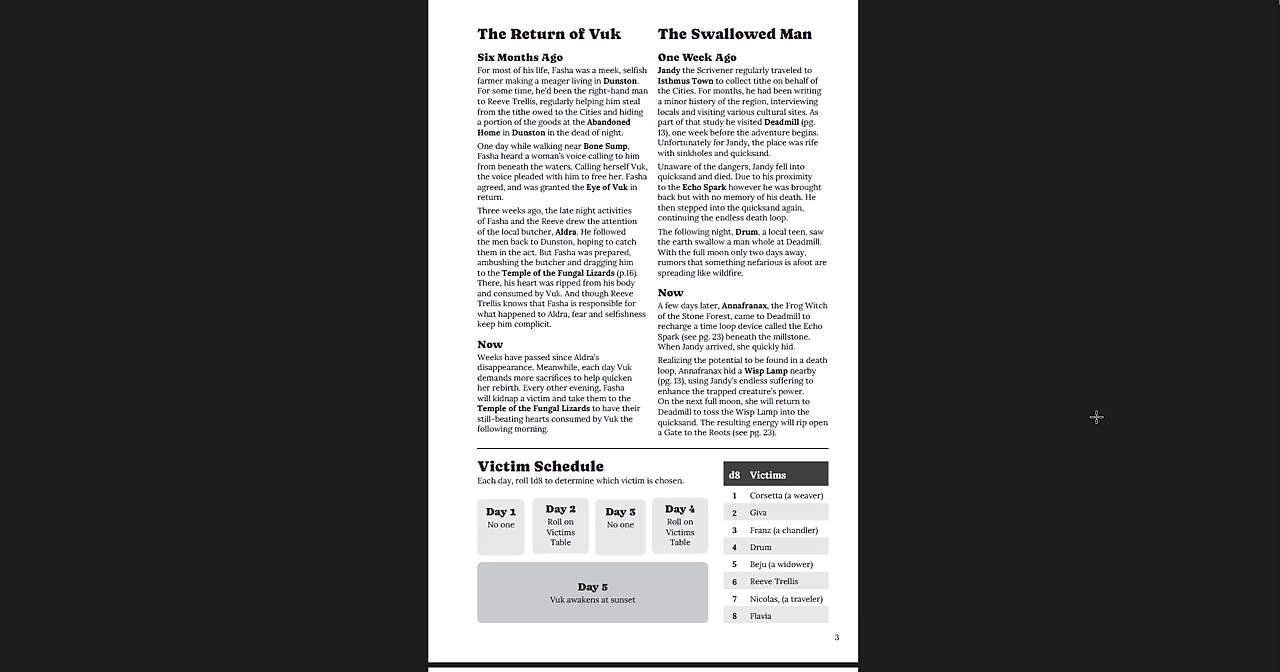 The Return of Vuk
Six Months Ago
For most of his life, Fasha was a meek, selfish
farmer making a meager living in Dunston.
For some time, he'd been the right-hand man
to Reeve Trellis, regularly helping him steal
from the tithe owed to the Cities and hiding
a portion of the goods at the Abandoned
Home in Dunston in the dead of night.
One day while walking near Bone Sump,
Fasha heard a woman's voice calling to him
from beneath the waters. Calling herself Vuk,
the voice pleaded with him to free her. Fasha
agreed, and was granted the Eye of Vuk in
return.
Three weeks ago, the late night activities
of Fasha and the Reeve drew the attention
of the local butcher, Aldra. He followed
the men back to Dunston, hoping to catch
them in the act. But Fasha was prepared,
ambushing the butcher and dragging him
to the Temple of the Fungal Lizards (p.16).
There, his heart was ripped from his body
and consumed by Vuk. And though Reeve
Trellis knows that Fasha is responsible for
what happened to Aldra, fear and selfishness
keep him complicit.
Now
Weeks have passed since Aldra's
disappearance. Meanwhile, each day Vuk
demands more sacrifices to help quicken
her rebirth. Every other evening, Fasha
will kidnap a victim and take them to the
Temple of the Fungal Lizards to have their
still-beating hearts consumed by Vuk the
following morning.
The Swallowed Man
One Week Ago
Jandy the Scrivener regularly traveled to
Isthmus Town to collect tithe on behalf of
the Cities. For months, he had been writing
a minor history of the region, interviewing
locals and visiting various cultural sites. As
part of that study he visited Deadmill (pg.
13), one week before the adventure begins.
Unfortunately for Jandy, the place was rife
with sinkholes and quicksand.
Unaware of the dangers, Jandy fell into
quicksand and died. Due to his proximity
to the Echo Spark however he was brought
back but with no memory of his death. He
then stepped into the quicksand again,
continuing the endless death loop.
The following night, Drum, a local teen, saw
the earth swallow a man whole at Deadmill.
With the full moon only two days away,
rumors that something nefarious is afoot are
spreading like wildfire.
Now
A few days later, Annafranax, the Frog Witch
of the Stone Forest, came to Deadmill to
recharge a time loop device called the Echo
Spark (see pg. 23) beneath the millstone.
When Jandy arrived, she quickly hid.
Realizing the potential to be found in a death
loop, Annafranax hid a Wisp Lamp nearby
(pg. 13), using Jandy's endless suffering to
enhance the trapped creature's power.
On the next full moon, she will return to
Deadmill to toss the Wisp Lamp into the
quicksand. The resulting energy will rip open
a Gate to the Roots (see pg. 23).
Victim Schedule
Each day, roll 1d8 to determine which victim is chosen.
Day 1
No one
Day 2
Roll on
Victims
Table
Day 3
No one
Day 4
Roll on
Victims
Table
Day 5
Vuk awakens at sunset
d8 Victims
1 Corsetta (a weaver)
2 Giva
3 Franz (a chandler)
4 Drum
5 Beju (a widower)
6 Reeve Trellis
7 Nicolas, (a traveler)
8 Flavia
3